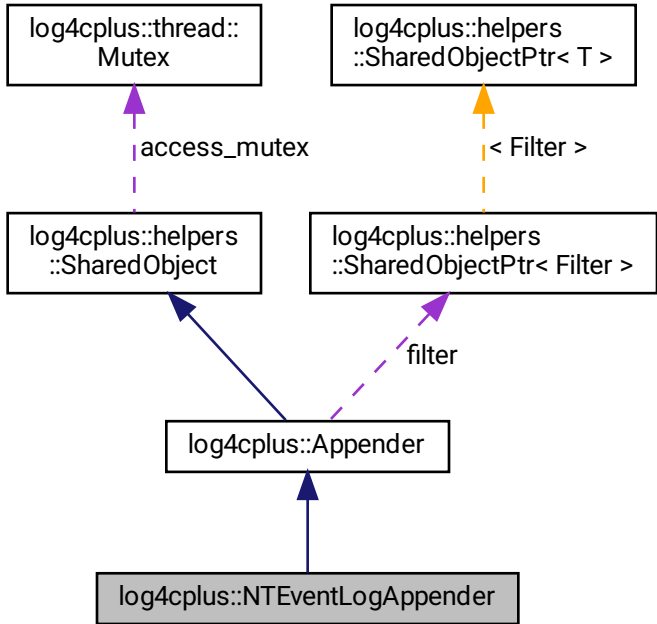 log4cplus::thread::
Mutex
log4cplus::helpers
::SharedObjectPtr< T >
access_mutex
< Filter >
log4cplus::helpers
::SharedObject
log4cplus::helpers
::SharedObjectPtr< Filter >
filter
log4cplus::Appender
log4cplus::NTEventLogAppender